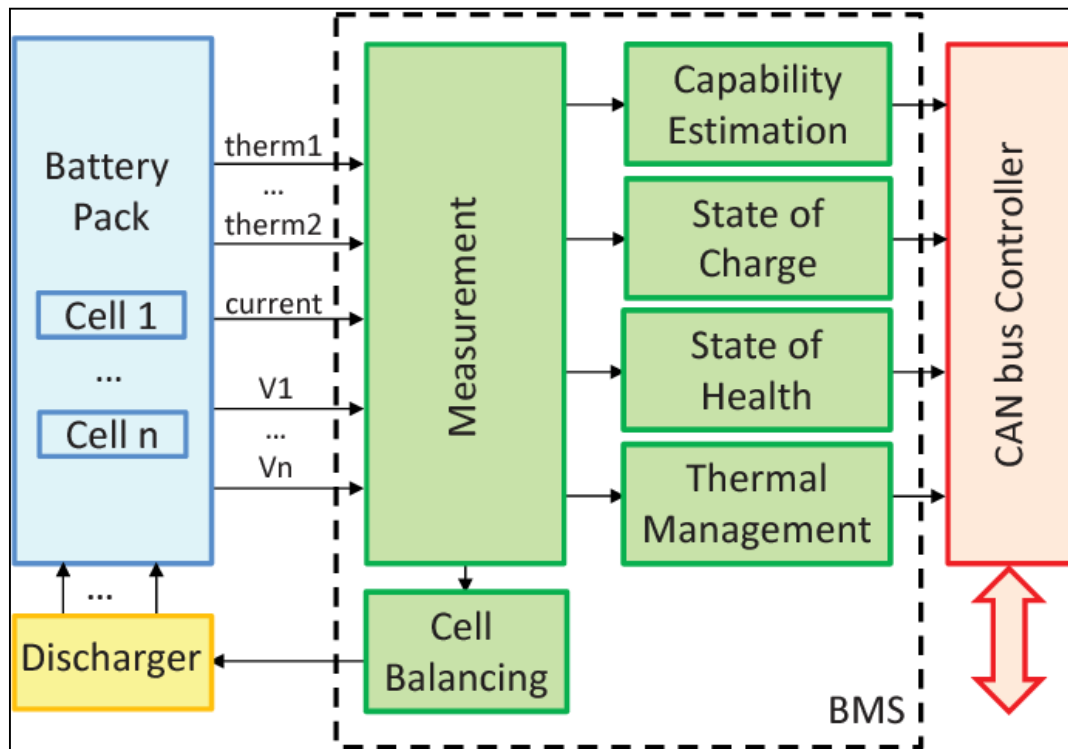 Battery
Pack
Cell 1
...
Cell n
therm1
...
therm2
current
V1
...
Vn
Measurement
Capability
Estimation
State of
Charge
State of
Health
Thermal
Management
CAN bus Controller
...
Discharger
Cell
Balancing
BMS